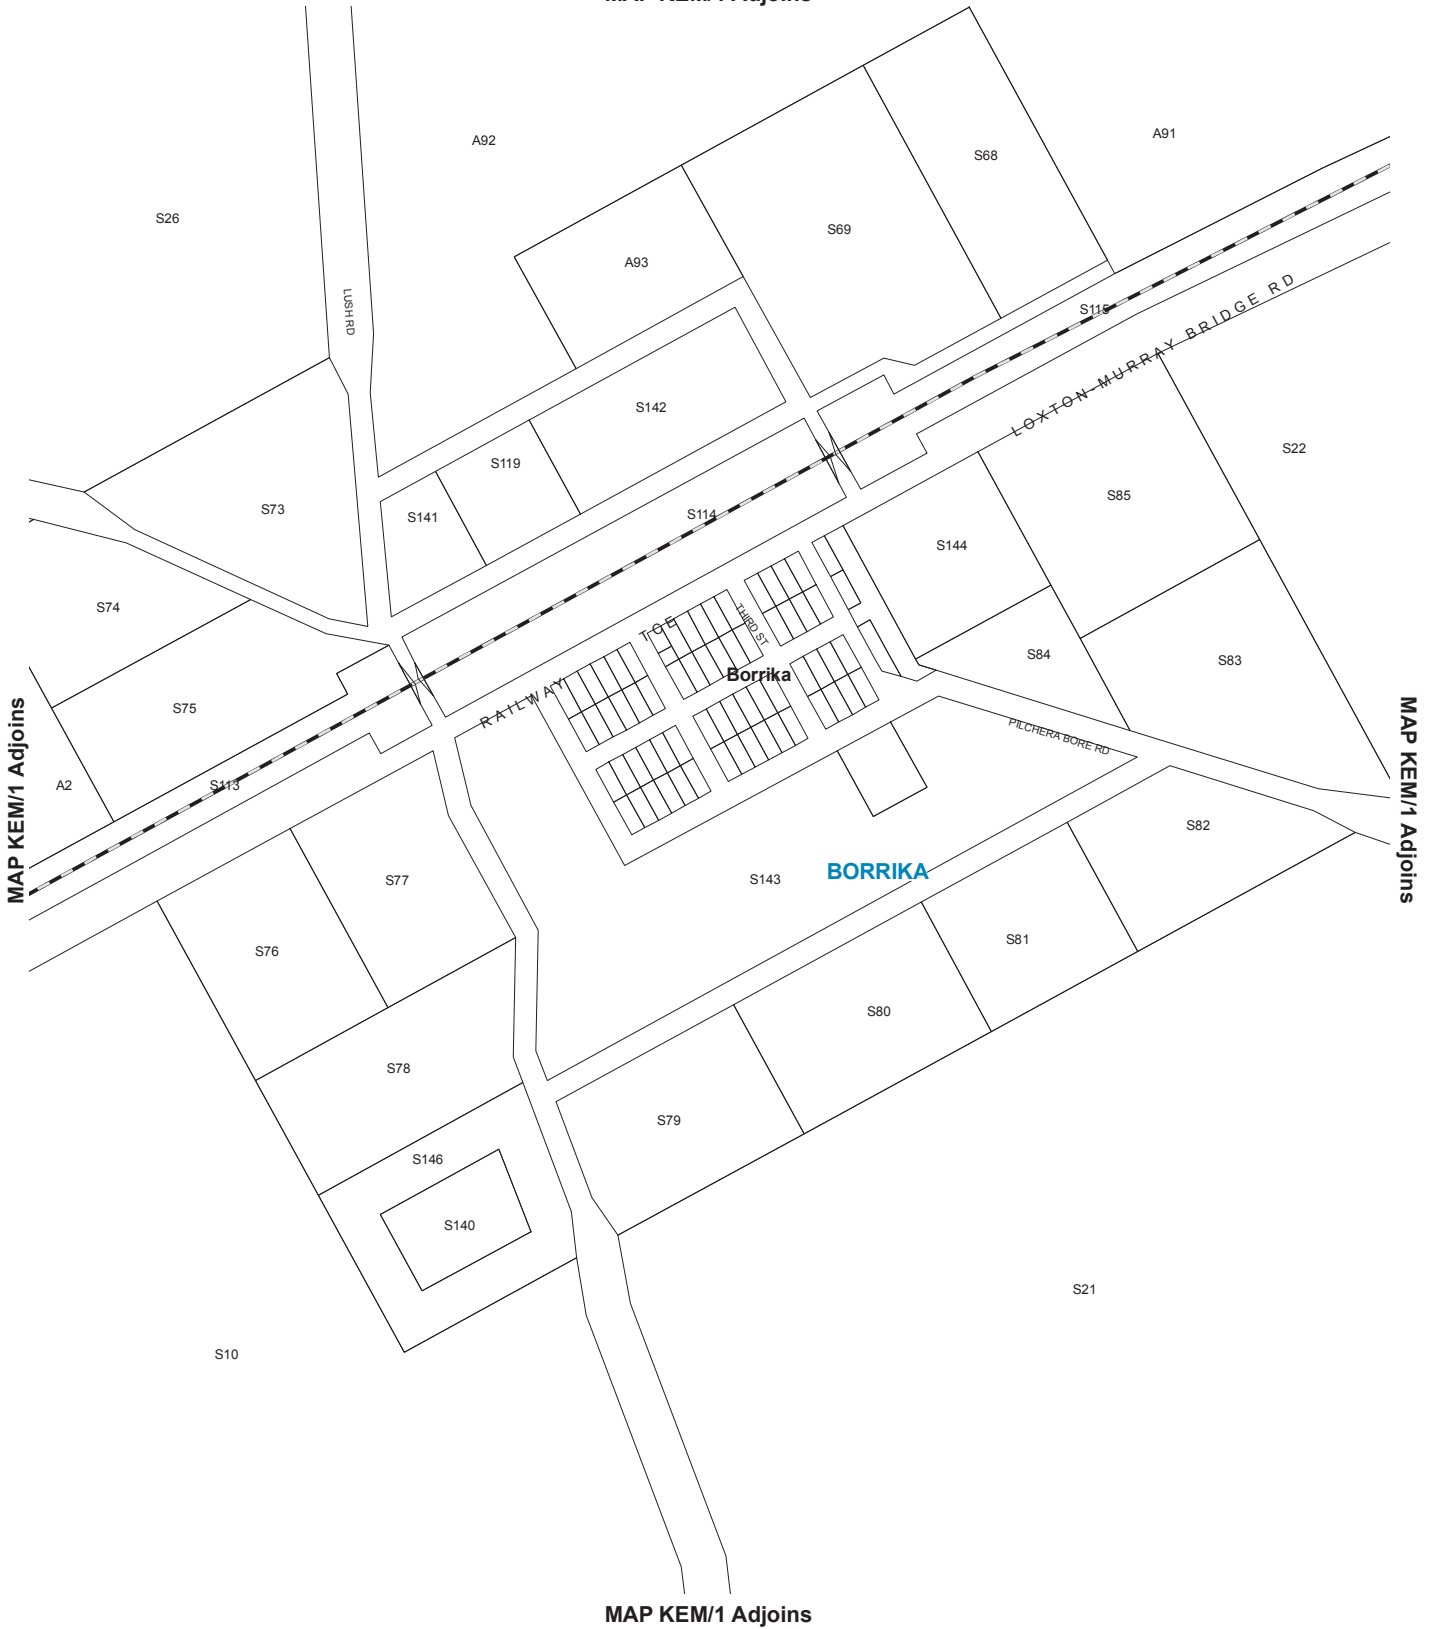 MAP KEM/1 Adjoins
A92
A91
S68
S26
S69
A93
LUSH RD
S115
LOXTON-MURRAY BRIDGE RD
S142
S22
S119
S85
S73
S141
S114
S144
S74
THIRD ST
RAILWAY TCE
S84
S83
Borrika
S75
PILCHERA BORE RD
A2
S113
MAP KEM/1 Adjoins
MAP KEM/1 Adjoins
S82
BORRIKA
S77
S143
S76
S81
S80
S78
S79
S146
S140
S21
S10
MAP KEM/1 Adjoins